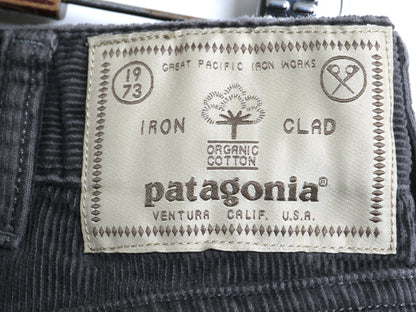 GREAT PACIFIC IRON WORKS
19
73
IRON CLAD
ORGANIC
COTTON
patagonia®
VENTURA CALIF. U.S.A.